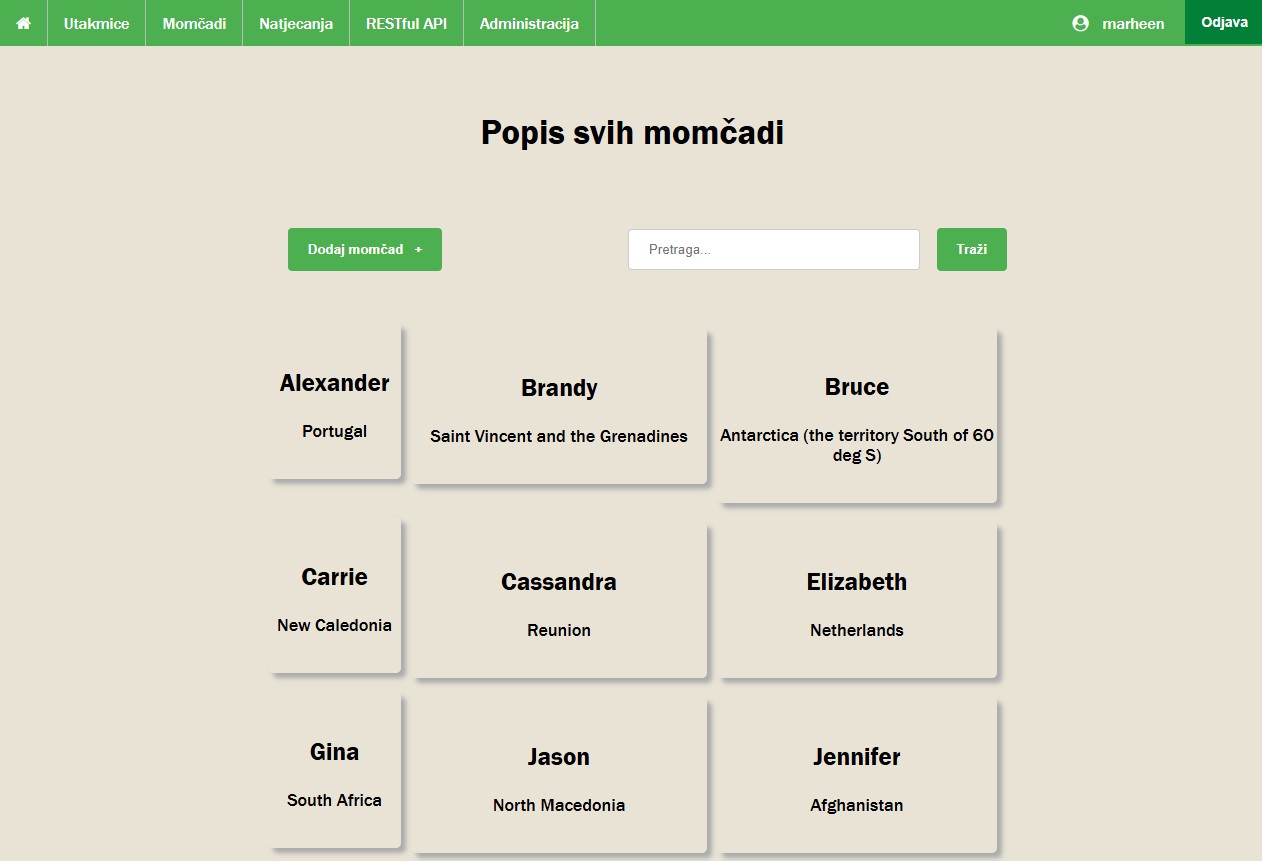 Utakmice
Momčadi
Natjecanja
RESTful API
Administracija
marheen
Odjava
Popis svih momčadi
Dodaj momčad +
Pretraga...
Traži
Alexander
Portugal
Brandy
Saint Vincent and the Grenadines
Bruce
Antarctica (the territory South of 60
deg S)
Carrie
New Caledonia
Cassandra
Reunion
Elizabeth
Netherlands
Gina
South Africa
Jason
North Macedonia
Jennifer
Afghanistan